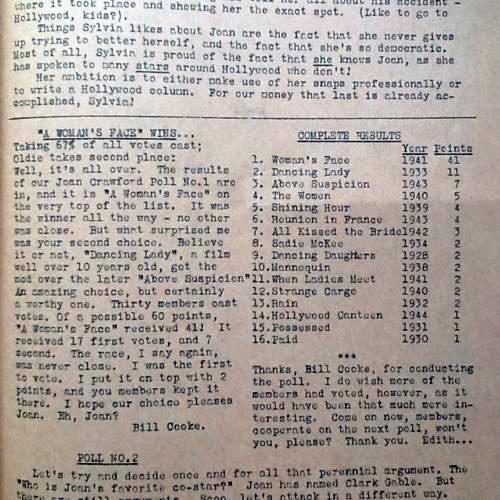 where it took place and showing her the exact spot. (Like to go to
Hollywood, kids?).
Things Sylvia likes about Joan are the fact that she never gives
up trying to better herself, and the fact that she's so democratic.
Most of all, Sylvia is proud of the fact that she knows Joan, as she
has spoken to many stars around Hollywood who don't!
Her ambition is to either make use of her snaps professionally or
to write a Hollywood column. For our money that last is already ac-
complished, Sylvia!
"A WOMAN'S FACE" WINS...
Taking 67% of all votes cast;
Oldie takes second place:
Well, it's all over. The results
of our Joan Crawford Poll No.1 are
in, and it is "A Woman's Face" on
the very top of the list. It was
the winner all the way - no other
was close. But what surprised me
was your second choice. Believe
it or not, "Dancing Lady", a film
well over 10 years old, got the
nod over the later "Above Suspicion"
An amazing choice, but certainly
a worthy one. Thirty members cast
votes. Of a possible 60 points,
"A Woman's Face" received 41! It
received 17 first votes, and 7
second. The race, I say again,
was never close. I was the first
to vote. I put it on top with 2
points, and you members kept it
there. I hope our choice pleases
Joan. Eh, Joan?
Bill Cooke.
COMPLETE RESULTS
Year Points
1. Woman's Face 1941 41
2. Dancing Lady 1933 11
3. Above Suspicion 1943 7
4. The Women 1940 5
5. Shining Hour 1939 4
6. Reunion in France 1943 4
7. All Kissed the Bride 1942 3
8. Sadie McKee 1934 2
9. Dancing Daughters 1928 2
10. Mannequin 1938 2
11. When Ladies Meet 1941 2
12. Strange Cargo 1940 2
13. Rain 1932 2
14. Hollywood Canteen 1944 1
15. Possessed 1931 1
16. Paid 1930 1
***
Thanks, Bill Cooke, for conducting
the poll. I do wish more of the
members had voted, however, as it
would have been that much more in-
teresting. Come on now, members,
cooperate on the next poll, won't
you, please? Thank you. Edith...
POLL NO.2
Let's try and decide once and for all that perennial argument. The
"Who is Joan's favorite co-star?" Joan has named Clark Gable. But
let's attack in a different way.